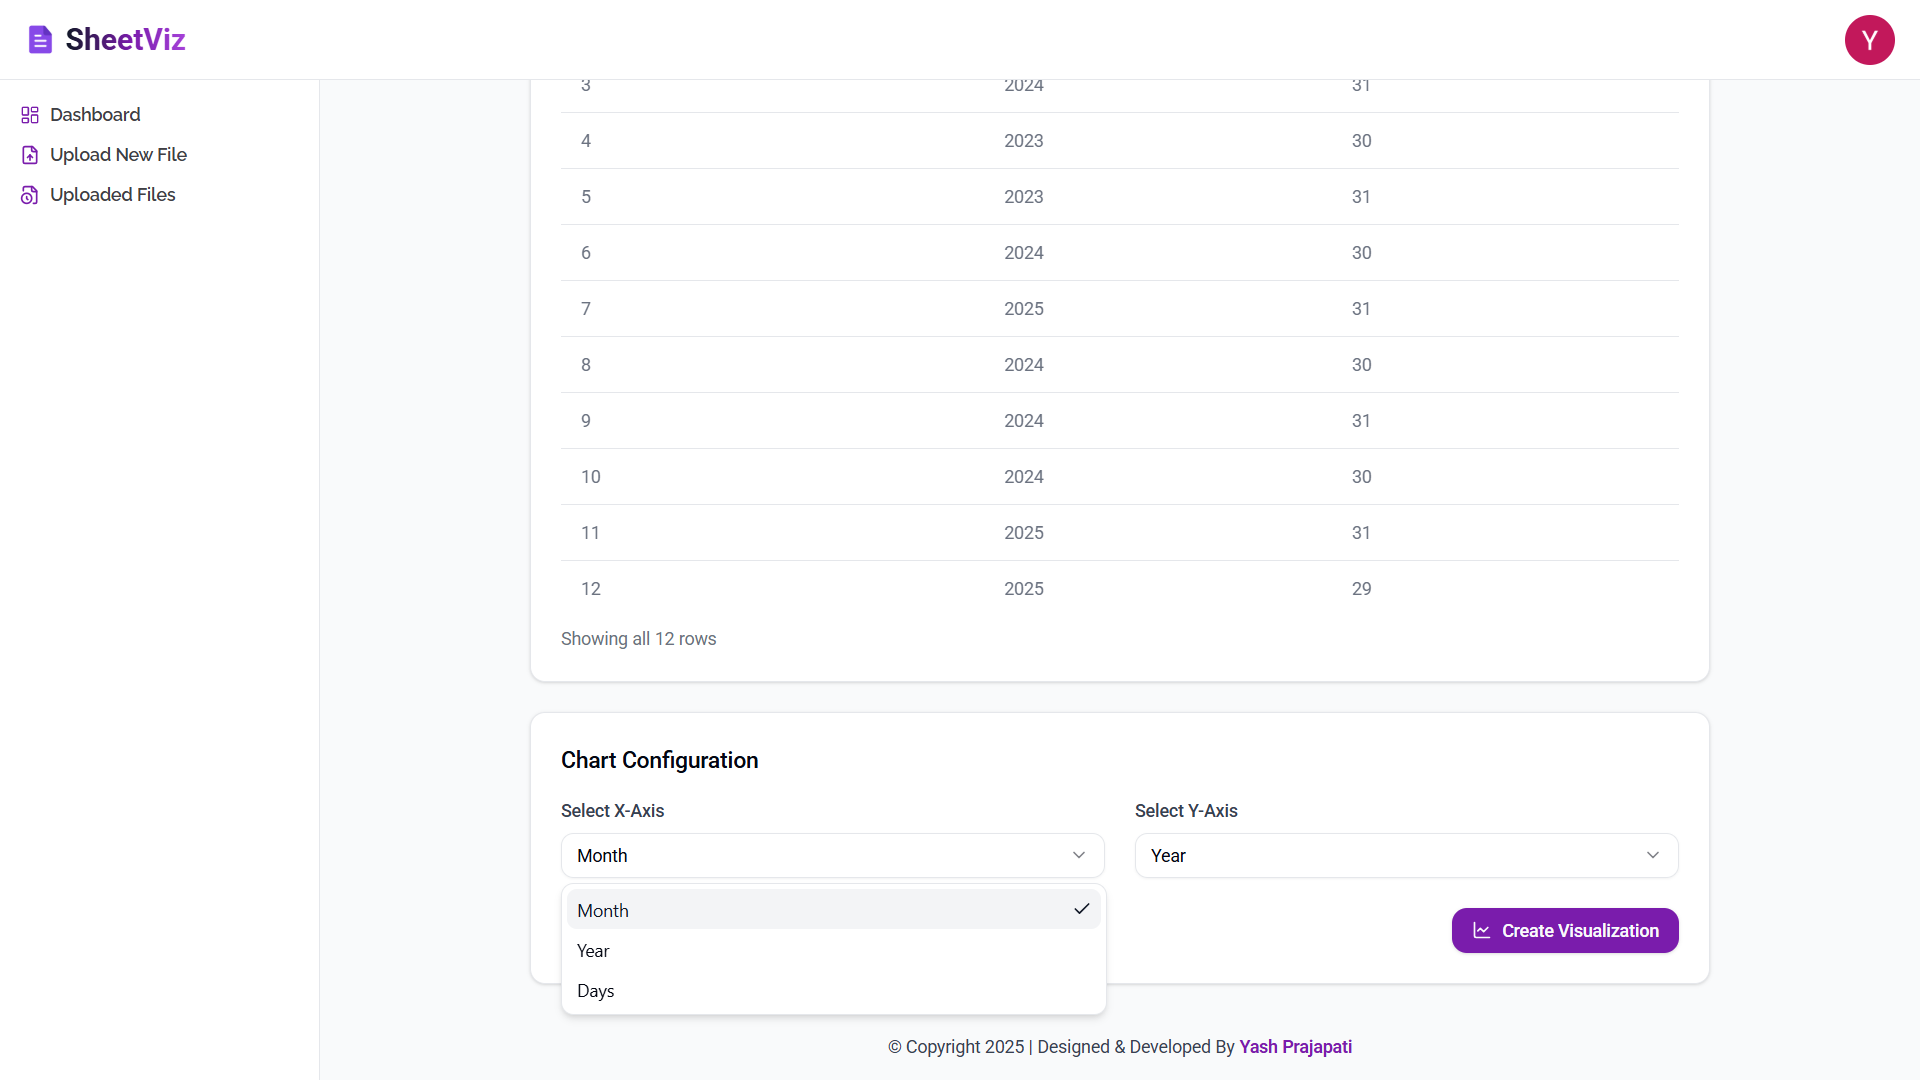 SheetViz
Y
Dashboard
Upload New File
Uploaded Files
3 2024 31
4 2023 30
5 2023 31
6 2024 30
7 2025 31
8 2024 30
9 2024 31
10 2024 30
11 2025 31
12 2025 29
Showing all 12 rows
Chart Configuration
Select X-Axis
Select Y-Axis
Month
Year
Month
Year
Days
Create Visualization
© Copyright 2025 | Designed & Developed By Yash Prajapati